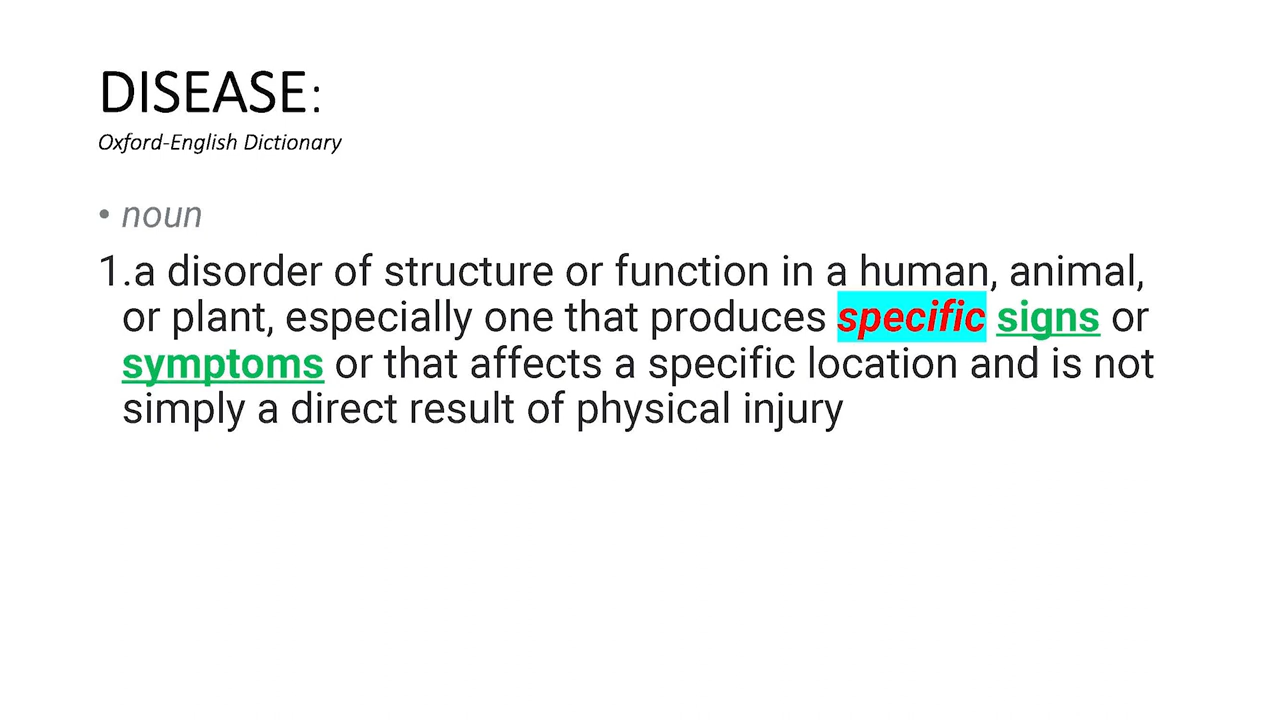 DISEASE:
Oxford-English Dictionary
• noun
1.a disorder of structure or function in a human, animal,
or plant, especially one that produces specific signs or
symptoms or that affects a specific location and is not
simply a direct result of physical injury